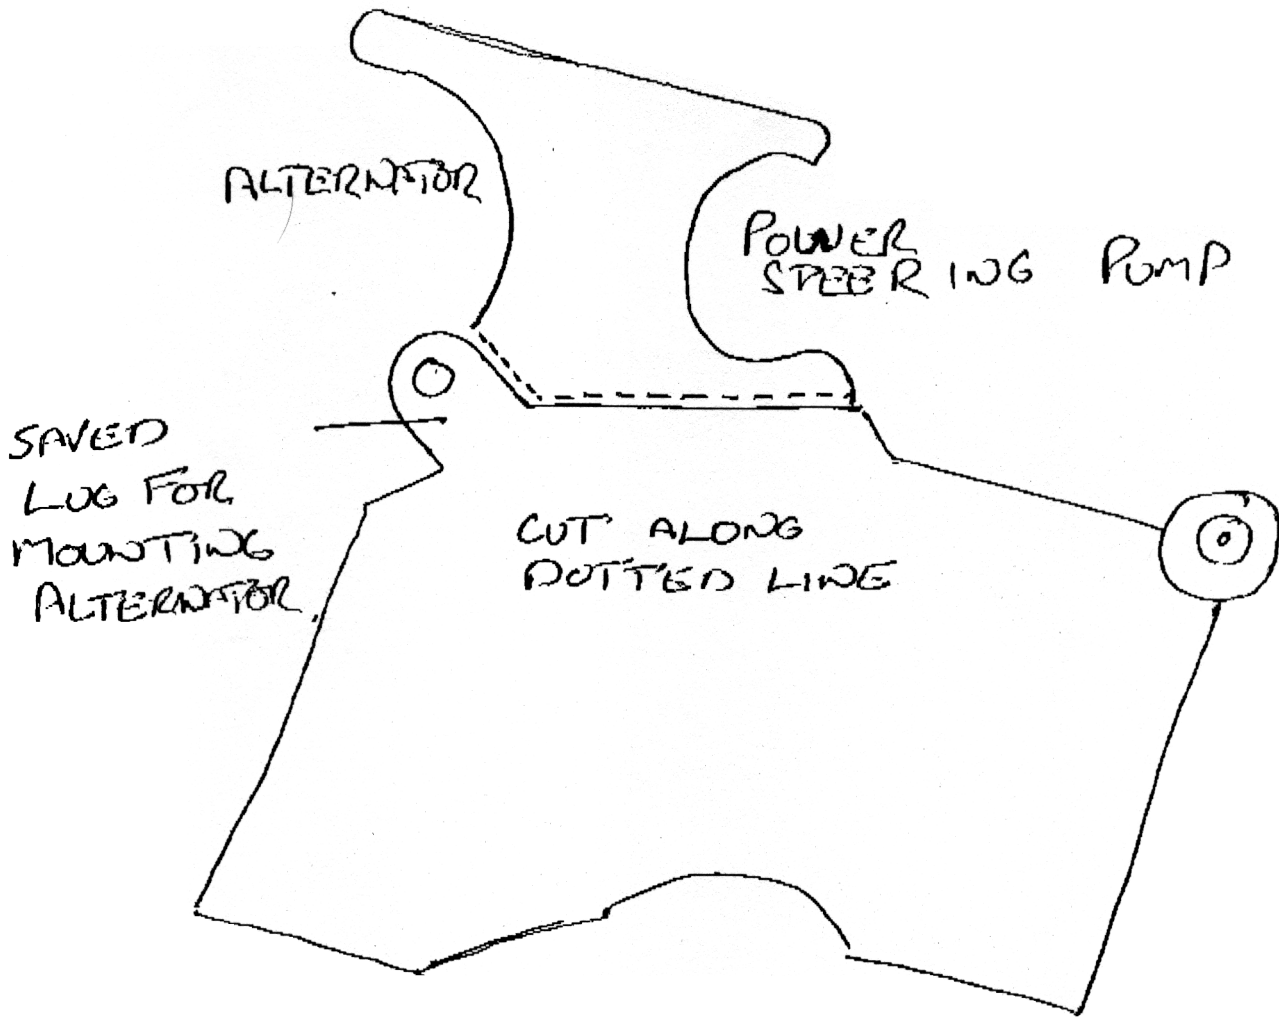 ALTERNATOR
POWER
STEERING PUMP
SAVED
LUG FOR
MOUNTING
ALTERNATOR
CUT ALONG
DOTTED LINE